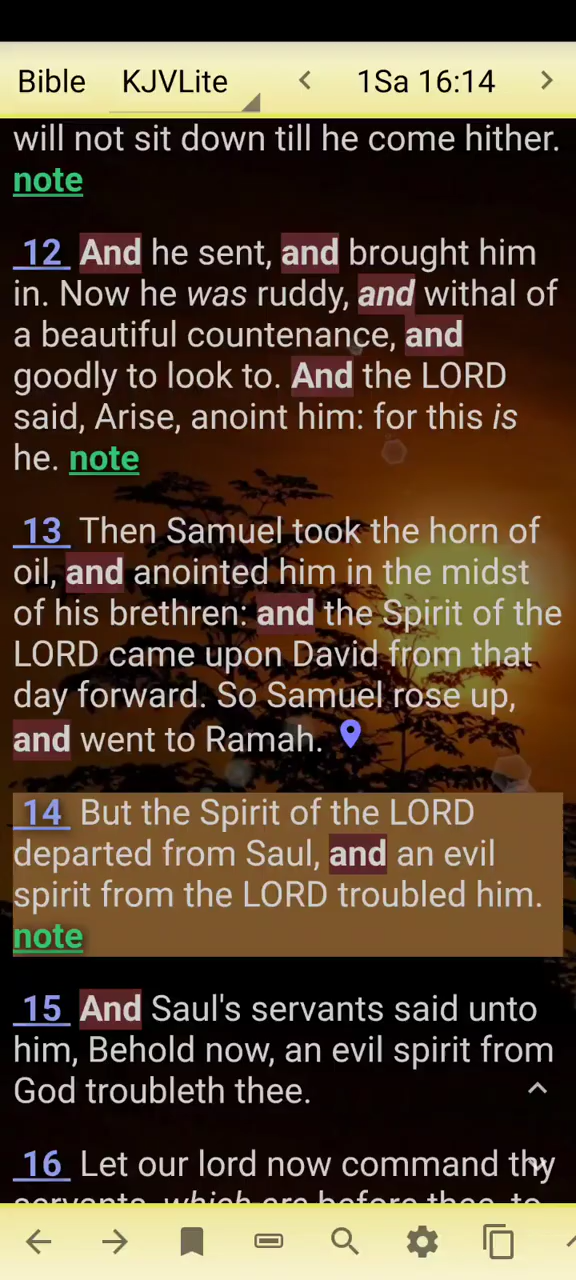 Bible KJVLite 1Sa 16:14
will not sit down till he come hither.
note
12 And he sent, and brought him
in. Now he was ruddy, and withal of
a beautiful countenance, and
goodly to look to. And the LORD
said, Arise, anoint him: for this is
he. note
13 Then Samuel took the horn of
oil, and anointed him in the midst
of his brethren: and the Spirit of the
LORD came upon David from that
day forward. So Samuel rose up,
and went to Ramah.
14 But the Spirit of the LORD
departed from Saul, and an evil
spirit from the LORD troubled him.
note
15 And Saul's servants said unto
him, Behold now, an evil spirit from
God troubleth thee.
16 Let our lord now command thy
servants, which are before thee, to